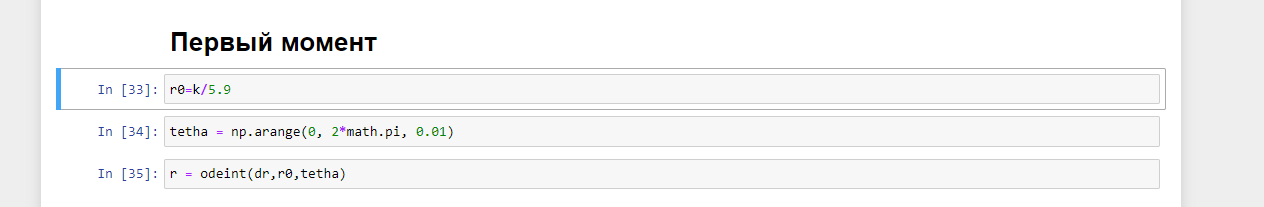 Первый момент
In [33]: r0=k/5.9
In [34]: tetha = np.arange(0, 2*math.pi, 0.01)
In [35]: r = odeint(dr,r0,tetha)